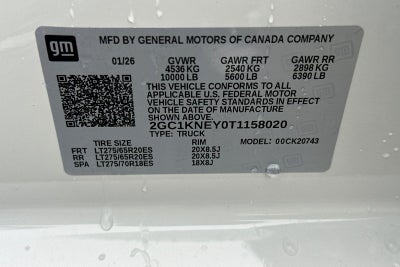 gm
MFD BY GENERAL MOTORS OF CANADA COMPANY
01/26 GVWR GAWR FRT GAWR RR
4536 KG 2540 KG 2898 KG
10000 LB 5600 LB 6390 LB
THIS VEHICLE CONFORMS TO ALL
APPLICABLE U.S. FEDERAL MOTOR
VEHICLE SAFETY STANDARDS IN
EFFECT ON THE DATE OF
MANUFACTURE SHOWN ABOVE.
2GC1KNEY0T1158020
TYPE: TRUCK
TIRE SIZE RIM MODEL: 00CK20743
FRT LT275/65R20ES 20X8.5J
RR LT275/65R20ES 20X8.5J
SPA LT275/70R18ES 18X8J